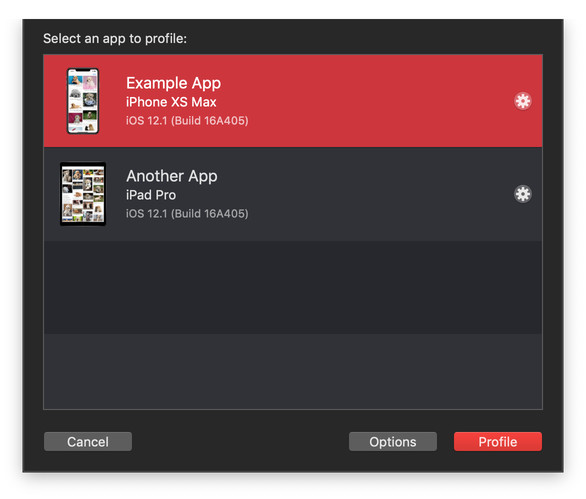 Select an app to profile:
Example App
iPhone XS Max
iOS 12.1 (Build 16A405)
Another App
iPad Pro
iOS 12.1 (Build 16A405)
Cancel
Options
Profile